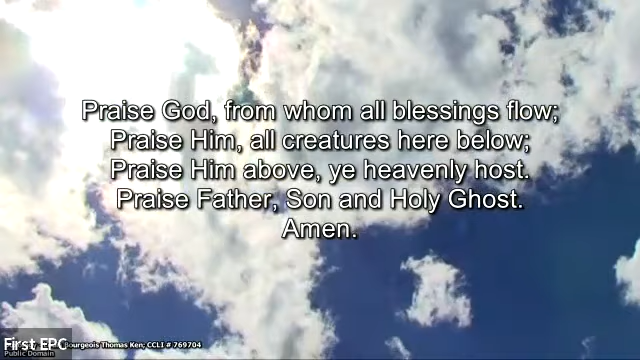 Praise God, from whom all blessings flow;
Praise Him, all creatures here below;
Praise Him above, ye heavenly host.
Praise Father, Son and Holy Ghost.
Amen.
First EPC
Bourgeois Thomas Ken; CCLI # 769704
Public Domain